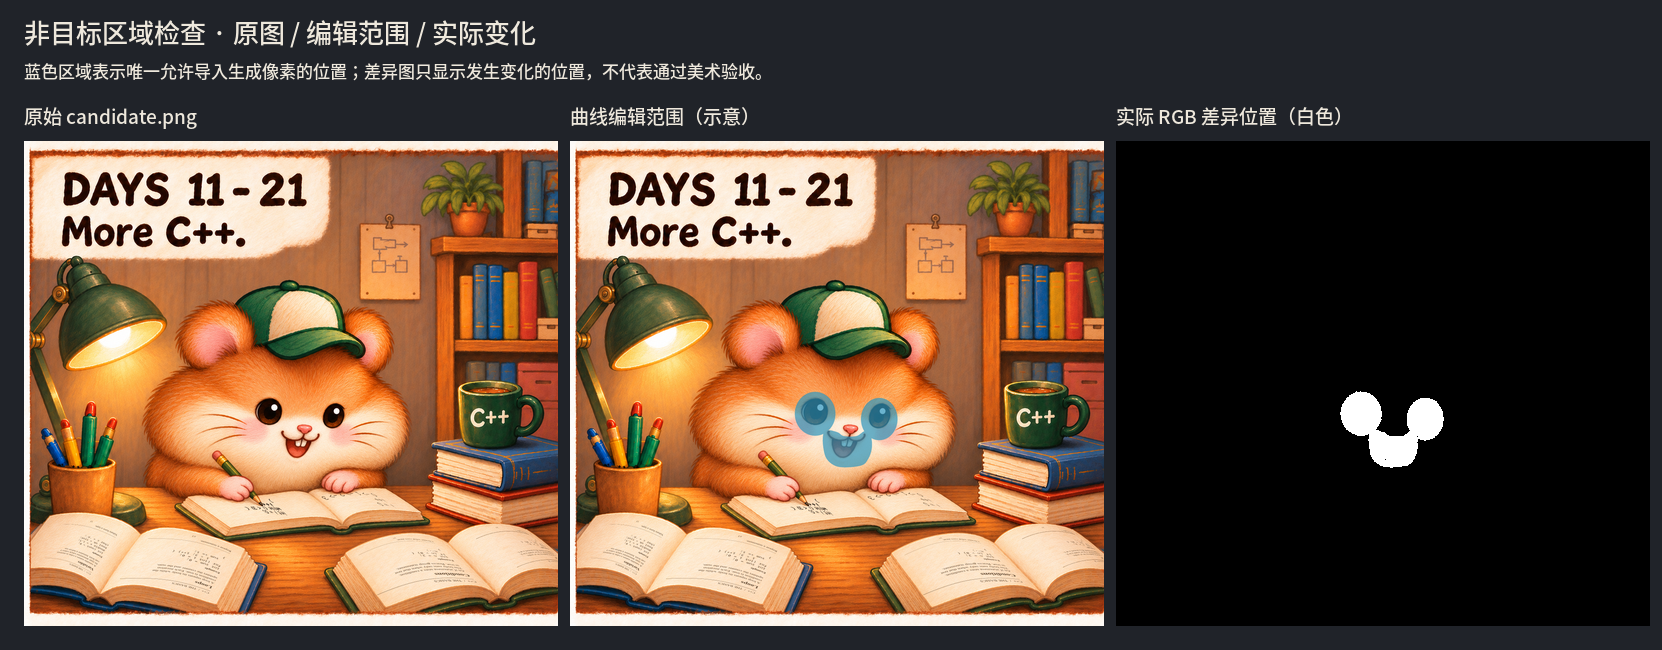 非目标区域检查 · 原图 / 编辑范围 / 实际变化
蓝色区域表示唯一允许导入生成像素的位置；差异图只显示发生变化的位置，不代表通过美术验收。
原始 candidate.png
曲线编辑范围（示意）
实际 RGB 差异位置（白色）
DAYS 11-21
More C++.
C++
DAYS 11-21
More C++.
C++